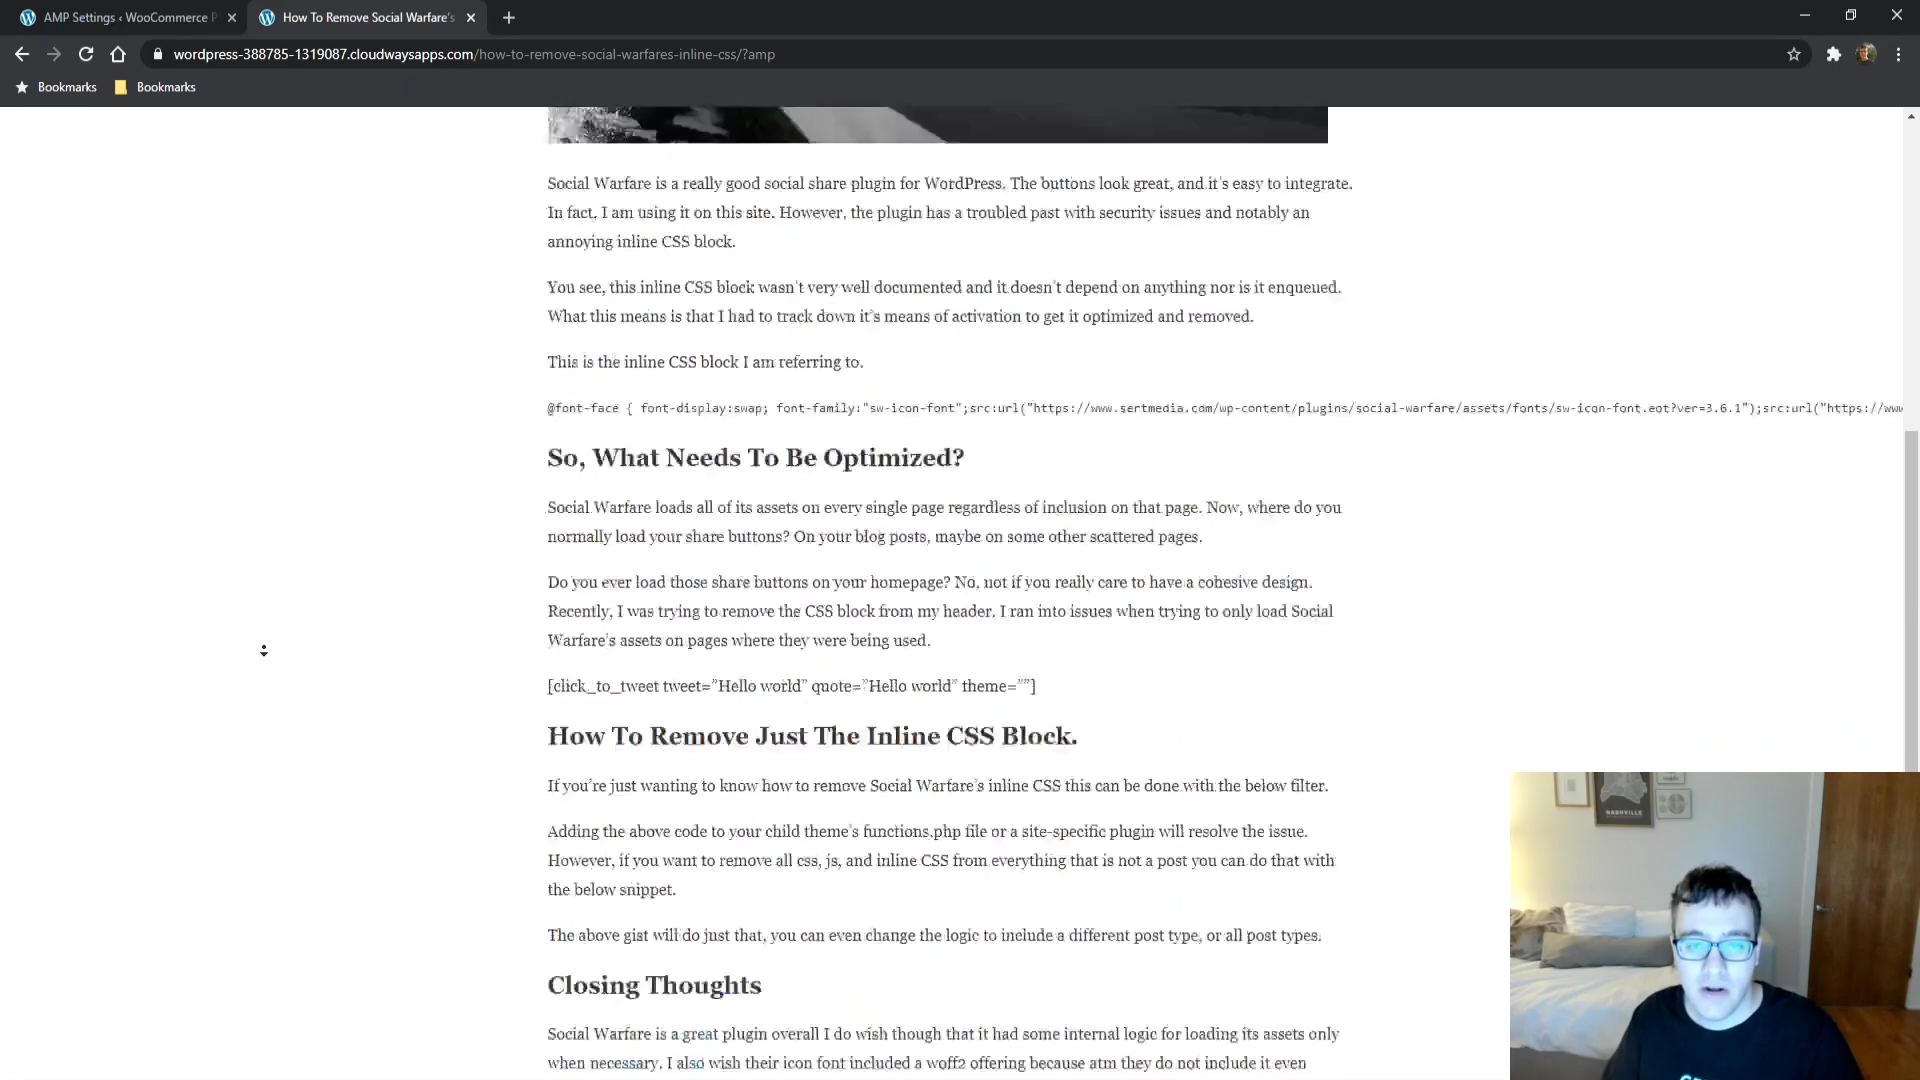 AMP Settings ‹ WooCommerce P
How To Remove Social Warfare's
wordpress-388785-1319087.cloudwaysapps.com/how-to-remove-social-warfares-inline-css/?amp
Bookmarks
Bookmarks
Social Warfare is a really good social share plugin for WordPress. The buttons look great, and it's easy to integrate.
In fact, I am using it on this site. However, the plugin has a troubled past with security issues and notably an
annoying inline CSS block.
You see, this inline CSS block wasn't very well documented and it doesn't depend on anything nor is it enqueued.
What this means is that I had to track down it's means of activation to get it optimized and removed.
This is the inline CSS block I am referring to.
@font-face { font-display:swap; font-family:"sw-icon-font";src:url("https://www.sertmedia.com/wp-content/plugins/social-warfare/assets/fonts/sw-icon-font.eot?ver=3.6.1");src:url("https://www
So, What Needs To Be Optimized?
Social Warfare loads all of its assets on every single page regardless of inclusion on that page. Now, where do you
normally load your share buttons? On your blog posts, maybe on some other scattered pages.
Do you ever load those share buttons on your homepage? No, not if you really care to have a cohesive design.
Recently, I was trying to remove the CSS block from my header. I ran into issues when trying to only load Social
Warfare's assets on pages where they were being used.
[click_to_tweet tweet="Hello world" quote="Hello world" theme=""]
How To Remove Just The Inline CSS Block.
If you're just wanting to know how to remove Social Warfare's inline CSS this can be done with the below filter.
Adding the above code to your child theme's functions.php file or a site-specific plugin will resolve the issue.
However, if you want to remove all css, js, and inline CSS from everything that is not a post you can do that with
the below snippet.
The above gist will do just that, you can even change the logic to include a different post type, or all post types.
Closing Thoughts
Social Warfare is a great plugin overall I do wish though that it had some internal logic for loading its assets only
when necessary. I also wish their icon font included a woff2 offering because atm they do not include it even
NASHVILLE